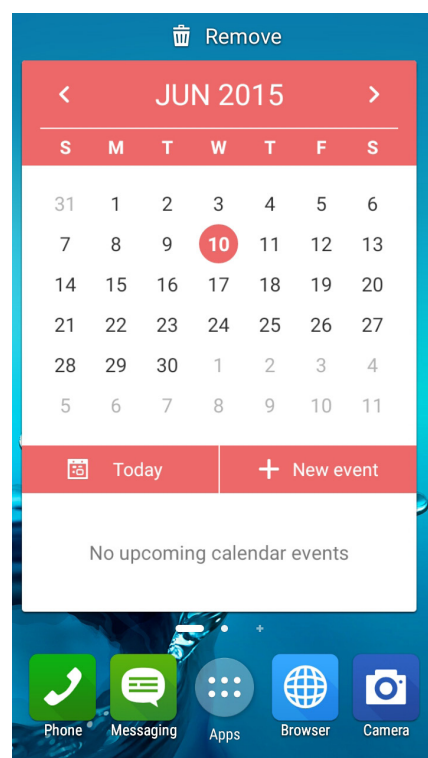 Remove
JUN 2015
S M T W T F S
31 1 2 3 4 5 6
7 8 9 10 11 12 13
14 15 16 17 18 19 20
21 22 23 24 25 26 27
28 29 30 1 2 3 4
5 6 7 8 9 10 11
Today New event
No upcoming calendar events
Phone Messaging Apps Browser Camera